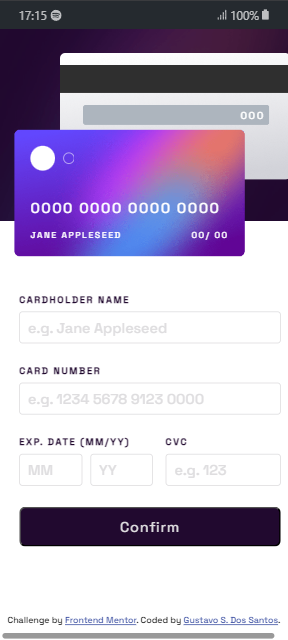 17:15 100%
000
0000 0000 0000 0000
JANE APPLESEED 00/ 00
CARDHOLDER NAME
e.g. Jane Appleseed
CARD NUMBER
e.g. 1234 5678 9123 0000
EXP. DATE (MM/YY) CVC
MM YY e.g. 123
Confirm
Challenge by Frontend Mentor. Coded by Gustavo S. Dos Santos.